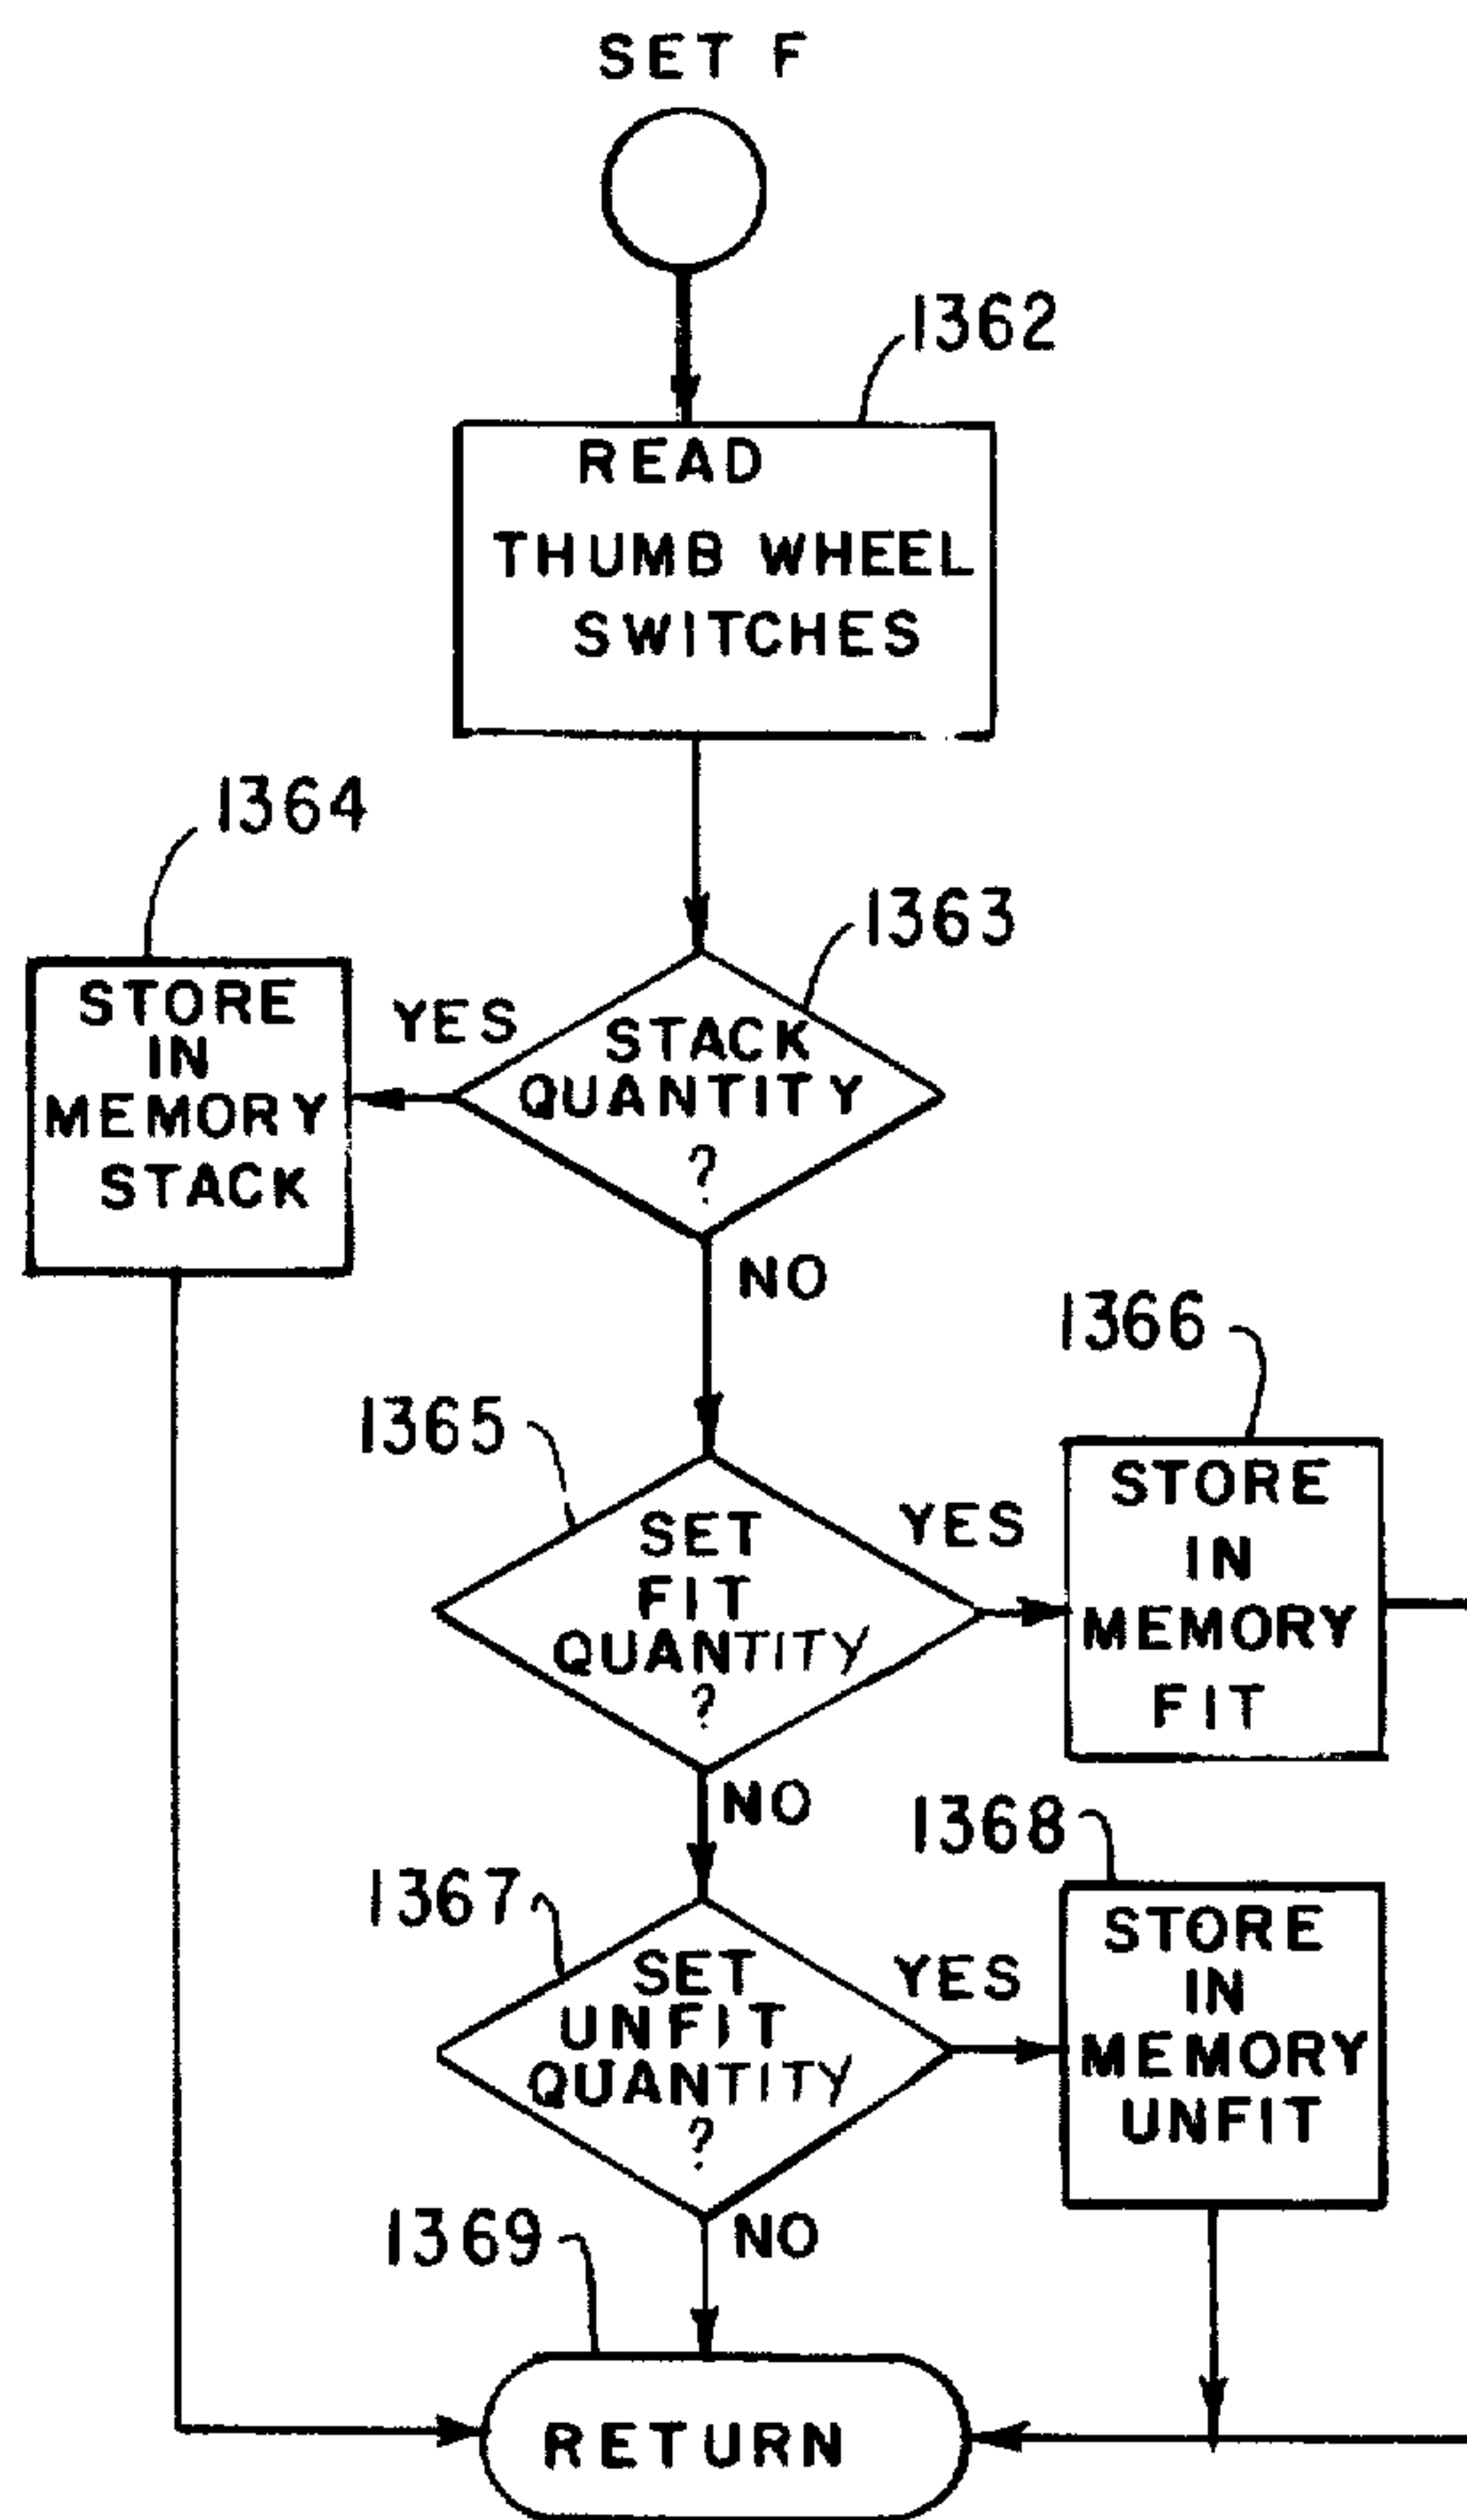 SET F
1362
READ
THUMB WHEEL
SWITCHES
1364
1363
STORE
IN
MEMORY
STACK
YES
STACK
QUANTITY
?
NO
1366
1365
SET
FIT
QUANTITY
?
YES
STORE
IN
MEMORY
FIT
NO
1368
1367
SET
UNFIT
QUANTITY
?
YES
STORE
IN
MEMORY
UNFIT
1369
NO
RETURN